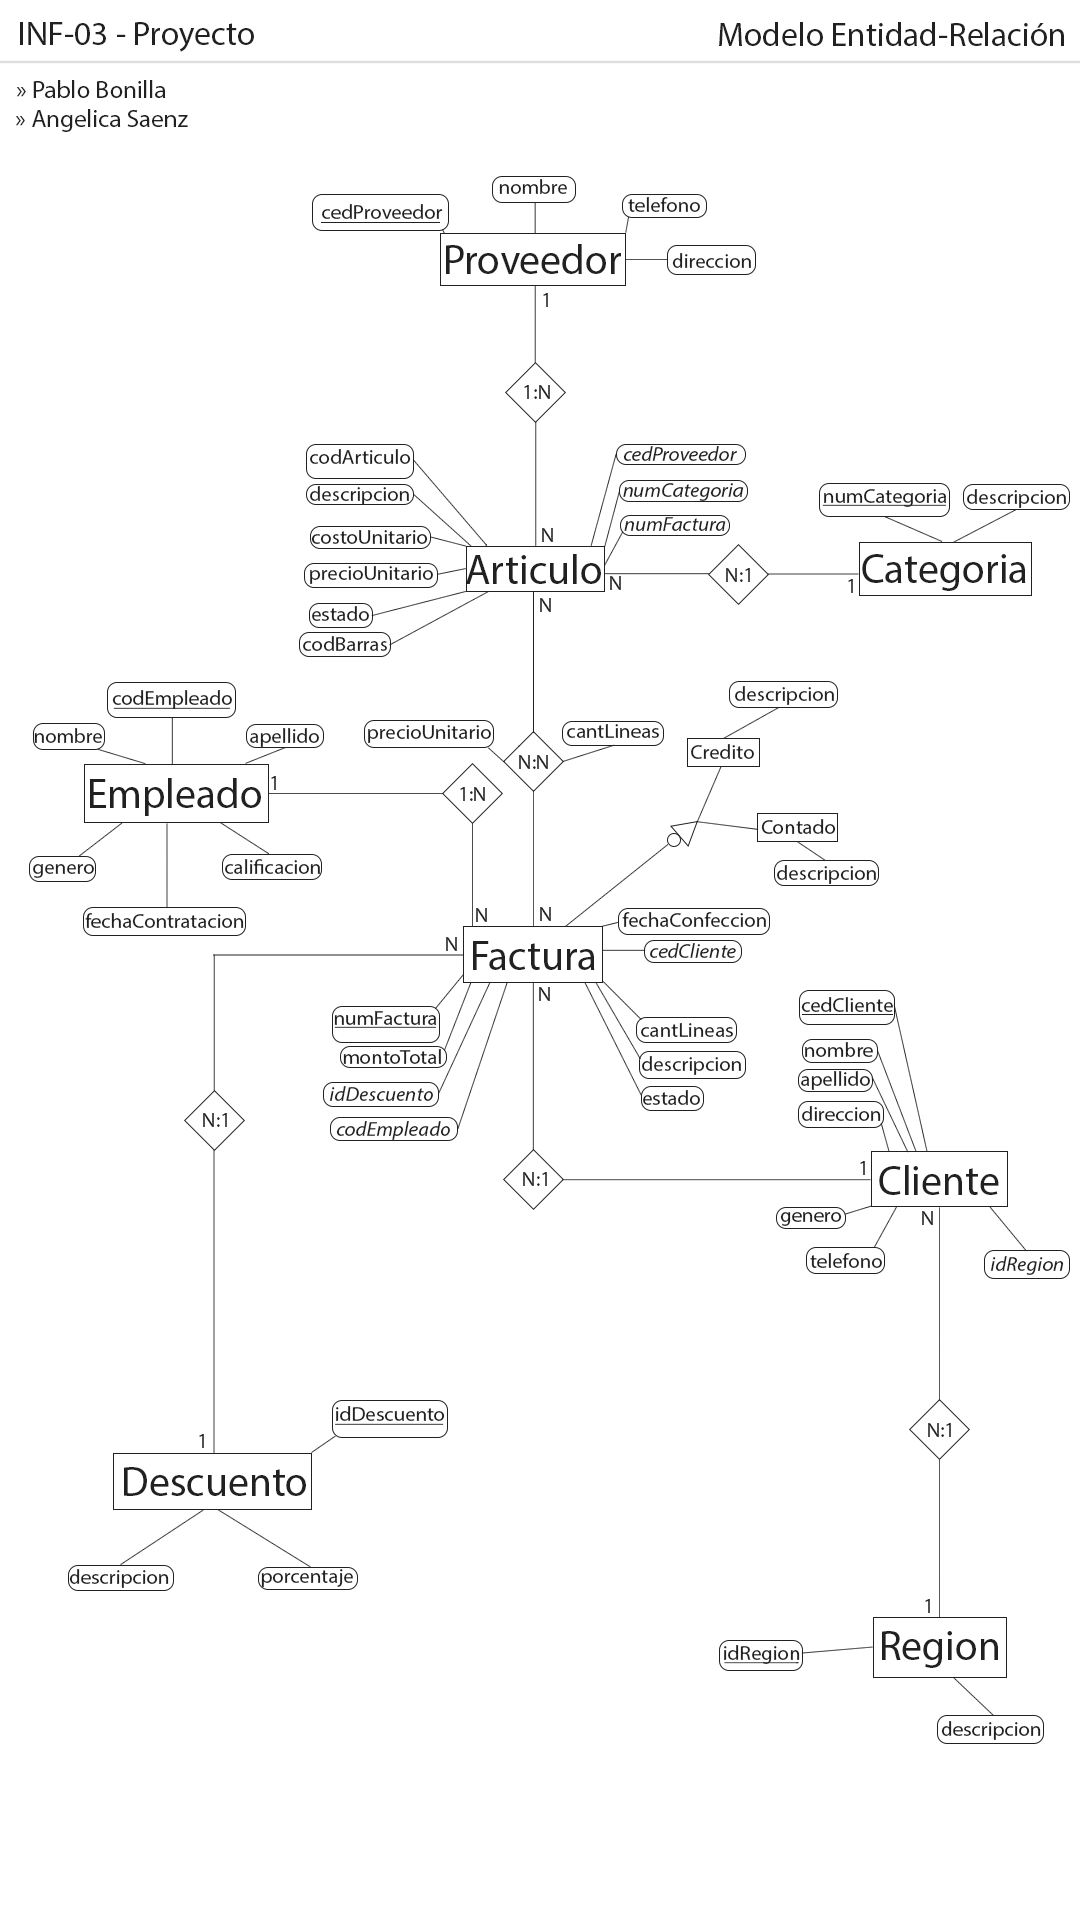 INF-03 - Proyecto
Modelo Entidad-Relación
» Pablo Bonilla
» Angelica Saenz
nombre
cedProveedor
telefono
Proveedor
direccion
1
1:N
codArticulo
cedProveedor
descripcion
numCategoria
numCategoria
descripcion
costoUnitario
numFactura
N
precioUnitario
Articulo
N
N:1
1
Categoria
estado
N
codBarras
codEmpleado
descripcion
nombre
apellido
precioUnitario
cantLineas
Credito
N:N
Empleado
1
1:N
Contado
genero
calificacion
descripcion
fechaContratacion
N
N
fechaConfeccion
N
Factura
cedCliente
N
numFactura
cantLineas
cedCliente
montoTotal
descripcion
nombre
idDescuento
estado
apellido
codEmpleado
direccion
N:1
N:1
1
Cliente
genero
N
telefono
idRegion
idDescuento
N:1
1
Descuento
descripcion
porcentaje
1
idRegion
Region
descripcion